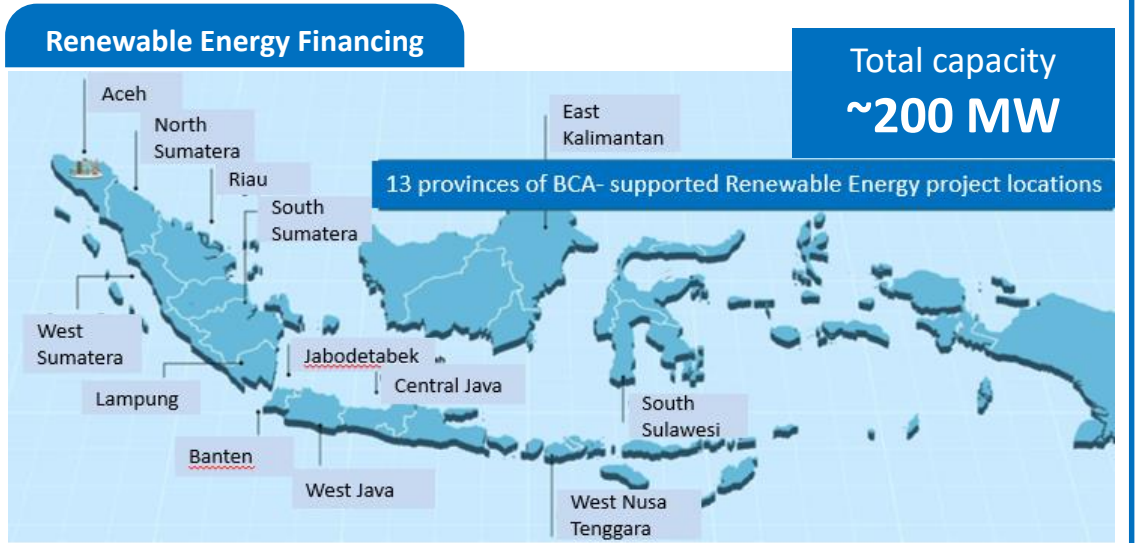 Renewable Energy Financing
Total capacity
~200 MW
13 provinces of BCA- supported Renewable Energy project locations
Aceh
North
Sumatera
Riau
South
Sumatera
East
Kalimantan
West
Sumatera
Lampung
Jabodetabek
Central Java
Banten
West Java
South
Sulawesi
West Nusa
Tenggara